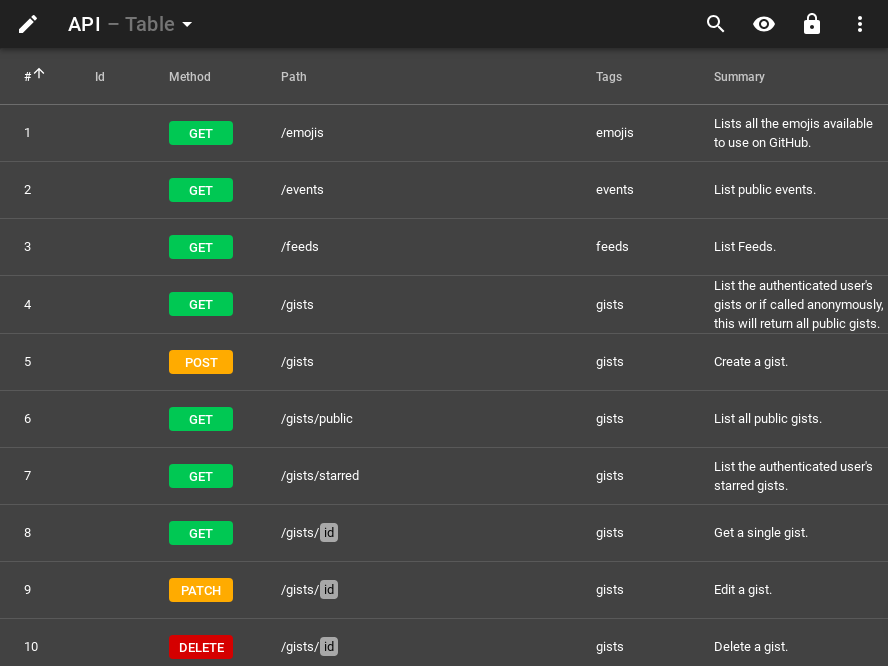 API – Table
# Id Method Path Tags Summary
1 GET /emojis emojis Lists all the emojis available
to use on GitHub.
2 GET /events events List public events.
3 GET /feeds feeds List Feeds.
4 GET /gists gists List the authenticated user's
gists or if called anonymously,
this will return all public gists.
5 POST /gists gists Create a gist.
6 GET /gists/public gists List all public gists.
7 GET /gists/starred gists List the authenticated user's
starred gists.
8 GET /gists/id gists Get a single gist.
9 PATCH /gists/id gists Edit a gist.
10 DELETE /gists/id gists Delete a gist.